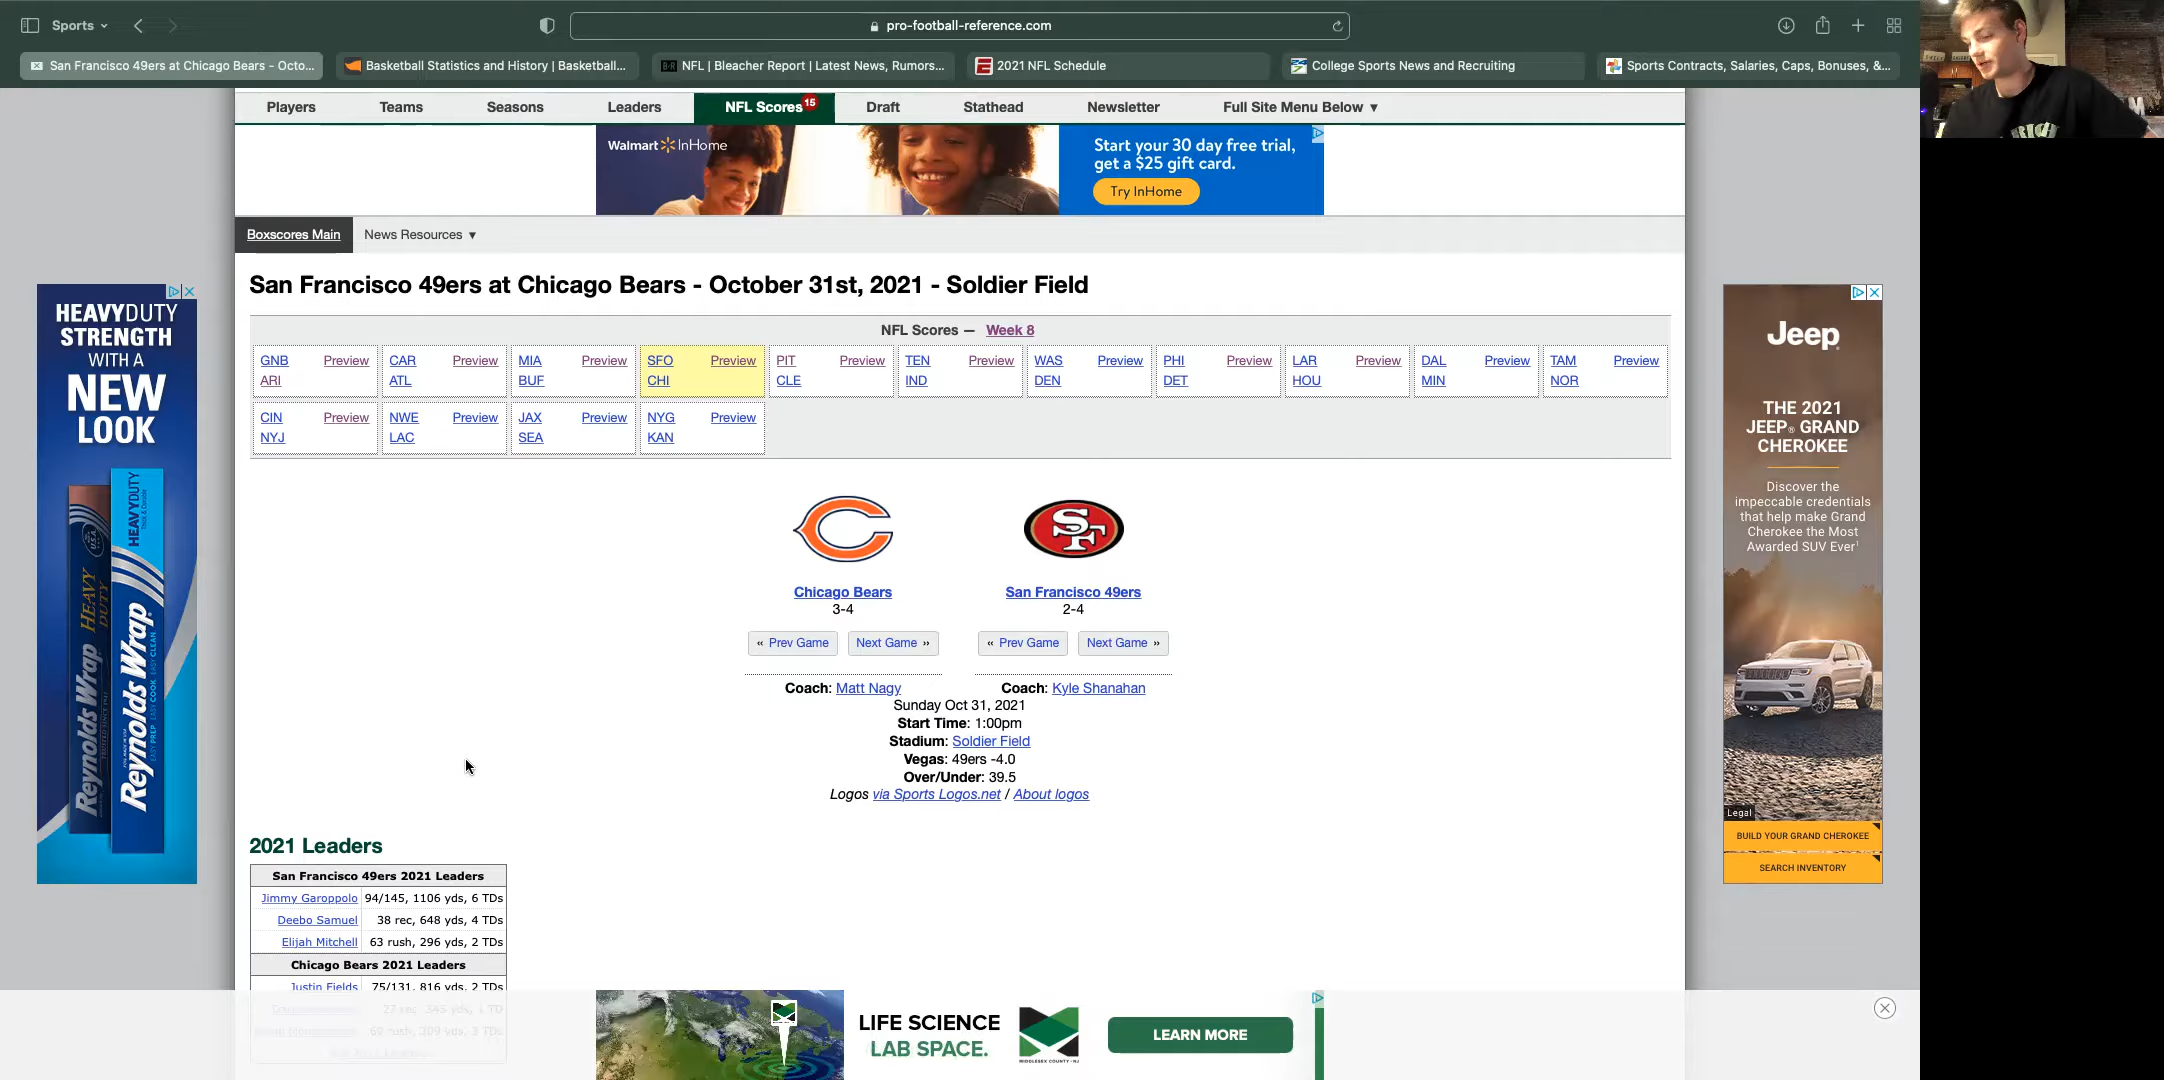 Sports
pro-football-reference.com
San Francisco 49ers at Chicago Bears - Octo...
Basketball Statistics and History | Basketball...
NFL | Bleacher Report | Latest News, Rumors...
2021 NFL Schedule
College Sports News and Recruiting
Sports Contracts, Salaries, Caps, Bonuses, &...
Players
Teams
Seasons
Leaders
NFL Scores 15
Draft
Stathead
Newsletter
Full Site Menu Below ▼
Walmart InHome
Start your 30 day free trial,
get a $25 gift card.
Try InHome
Boxscores Main
News Resources ▼
San Francisco 49ers at Chicago Bears - October 31st, 2021 - Soldier Field
NFL Scores — Week 8
GNB Preview
ARI
CAR Preview
ATL
MIA Preview
BUF
SFO Preview
CHI
PIT Preview
CLE
TEN Preview
IND
WAS Preview
DEN
PHI Preview
DET
LAR Preview
HOU
DAL Preview
MIN
TAM Preview
NOR
CIN Preview
NYJ
NWE Preview
LAC
JAX Preview
SEA
NYG Preview
KAN
Chicago Bears
3-4
« Prev Game
Next Game »
Coach: Matt Nagy
San Francisco 49ers
2-4
« Prev Game
Next Game »
Coach: Kyle Shanahan
Sunday Oct 31, 2021
Start Time: 1:00pm
Stadium: Soldier Field
Vegas: 49ers -4.0
Over/Under: 39.5
Logos via Sports Logos.net / About logos
2021 Leaders
San Francisco 49ers 2021 Leaders
Jimmy Garoppolo 94/145, 1106 yds, 6 TDs
Deebo Samuel 38 rec, 648 yds, 4 TDs
Elijah Mitchell 63 rush, 296 yds, 2 TDs
Chicago Bears 2021 Leaders
Justin Fields 75/131, 816 yds, 2 TDs
HEAVYDUTY
STRENGTH
WITH A
NEW
LOOK
Reynolds Wrap
HEAVY DUTY
Reynolds Wrap
HEAVYDUTY
Jeep
THE 2021
JEEP® GRAND
CHEROKEE
Discover the
impeccable credentials
that help make Grand
Cherokee the Most
Awarded SUV Ever¹
Legal
BUILD YOUR GRAND CHEROKEE
SEARCH INVENTORY
LIFE SCIENCE
LAB SPACE.
MIDDLESEX COUNTY • NJ
LEARN MORE